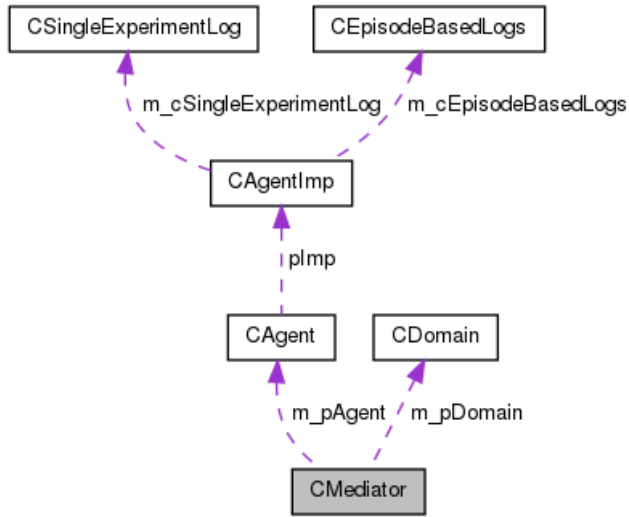 CSingleExperimentLog
CEpisodeBasedLogs
m_cSingleExperimentLog
m_cEpisodeBasedLogs
CAgentImp
pImp
CAgent
CDomain
m_pAgent
m_pDomain
CMediator